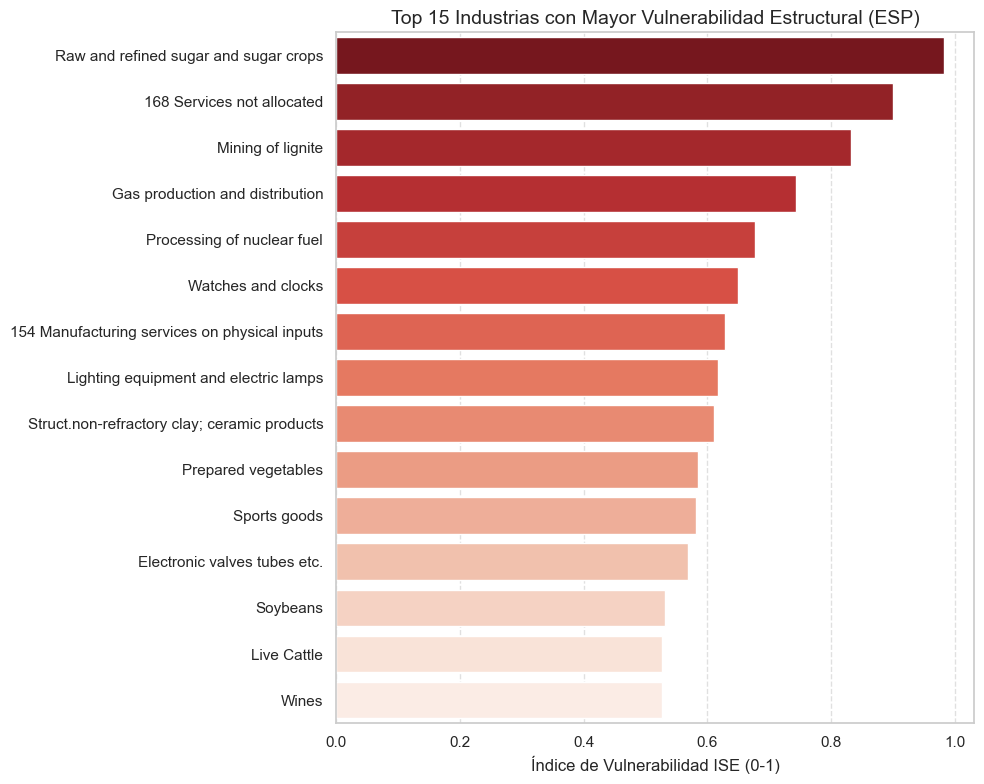 Top 15 Industrias con Mayor Vulnerabilidad Estructural (ESP)
Raw and refined sugar and sugar crops
168 Services not allocated
Mining of lignite
Gas production and distribution
Processing of nuclear fuel
Watches and clocks
154 Manufacturing services on physical inputs
Lighting equipment and electric lamps
Struct.non-refractory clay; ceramic products
Prepared vegetables
Sports goods
Electronic valves tubes etc.
Soybeans
Live Cattle
Wines
0.0 0.2 0.4 0.6 0.8 1.0
Índice de Vulnerabilidad ISE (0-1)